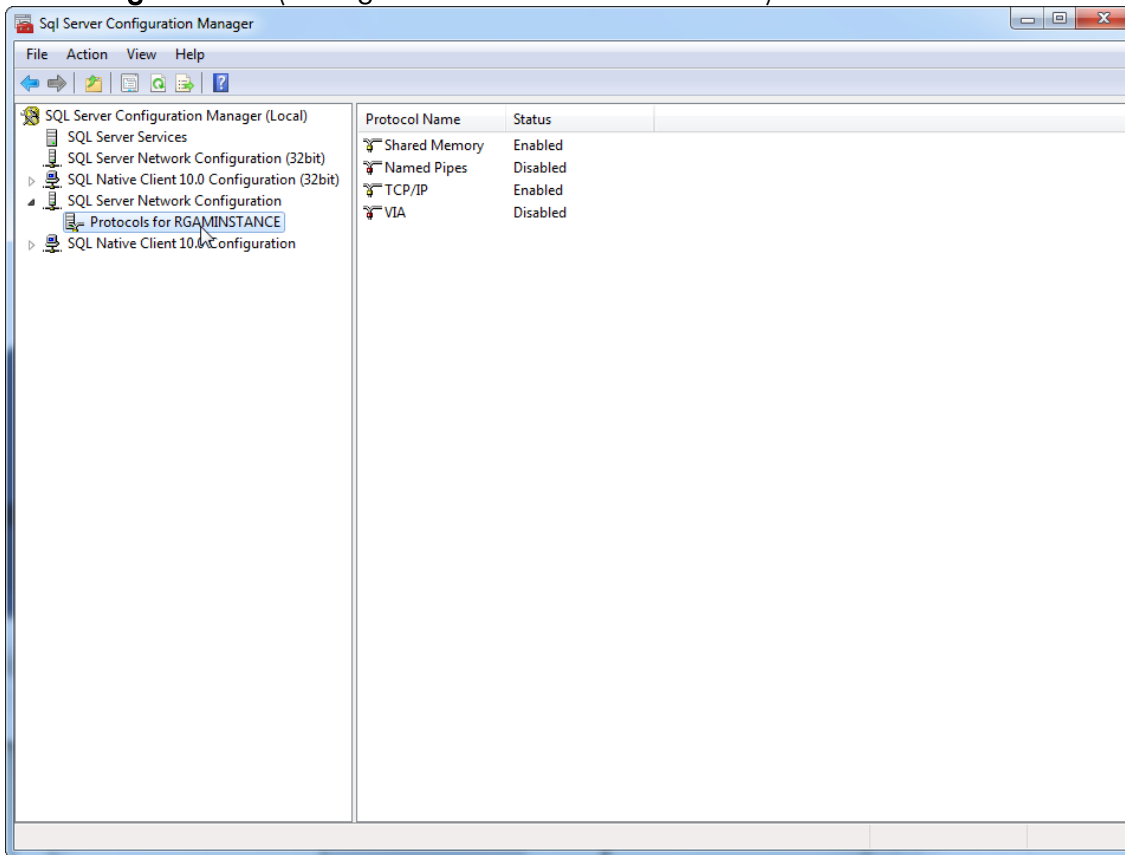 Sql Server Configuration Manager
File Action View Help
SQL Server Configuration Manager (Local)
SQL Server Services
SQL Server Network Configuration (32bit)
SQL Native Client 10.0 Configuration (32bit)
SQL Server Network Configuration
Protocols for RGAMINSTANCE
SQL Native Client 10.0 Configuration
Protocol Name Status
Shared Memory Enabled
Named Pipes Disabled
TCP/IP Enabled
VIA Disabled